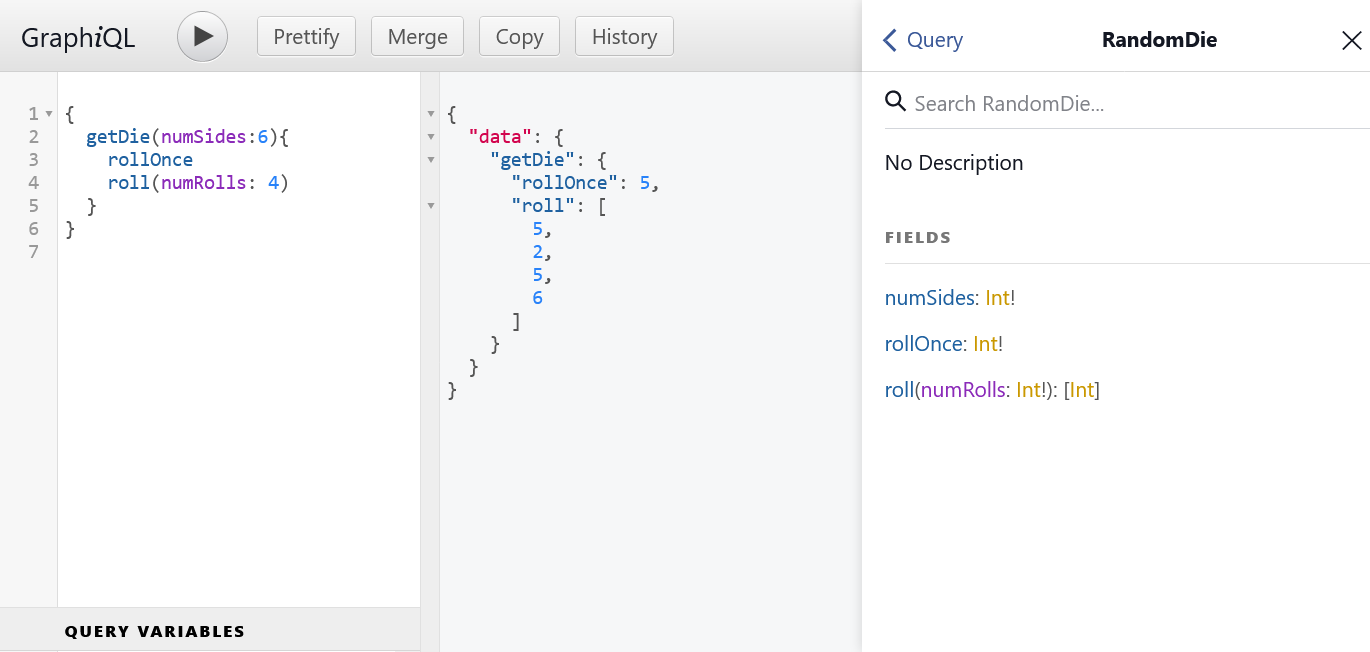 GraphiQL
Prettify
Merge
Copy
History
1 {
2   getDie(numSides:6){
3     rollOnce
4     roll(numRolls: 4)
5   }
6 }
7
QUERY VARIABLES
{
  "data": {
    "getDie": {
      "rollOnce": 5,
      "roll": [
        5,
        2,
        5,
        6
      ]
    }
  }
}
Query
RandomDie
Search RandomDie...
No Description
FIELDS
numSides: Int!
rollOnce: Int!
roll(numRolls: Int!): [Int]